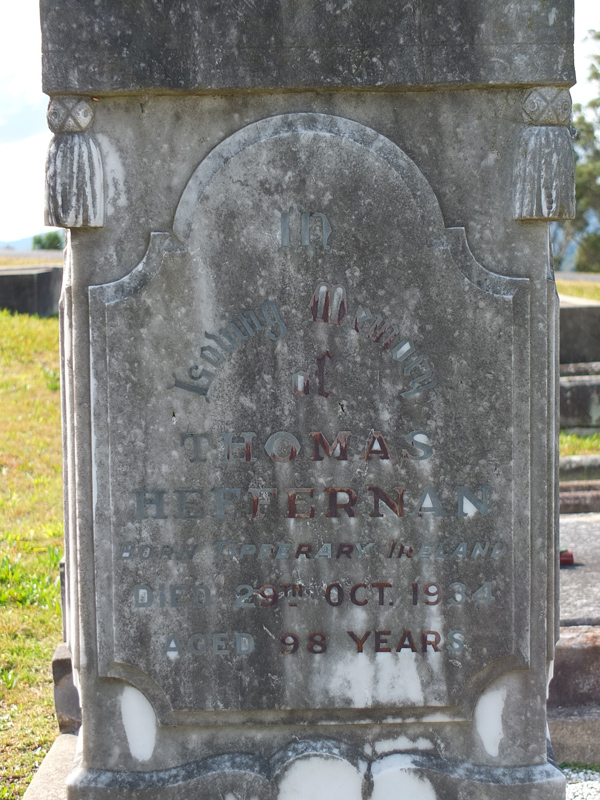 In
Loving Memory
of
THOMAS
HEFFERNAN
BORN TIPPERARY IRELAND
DIED 29TH OCT. 1934
AGED 98 YEARS